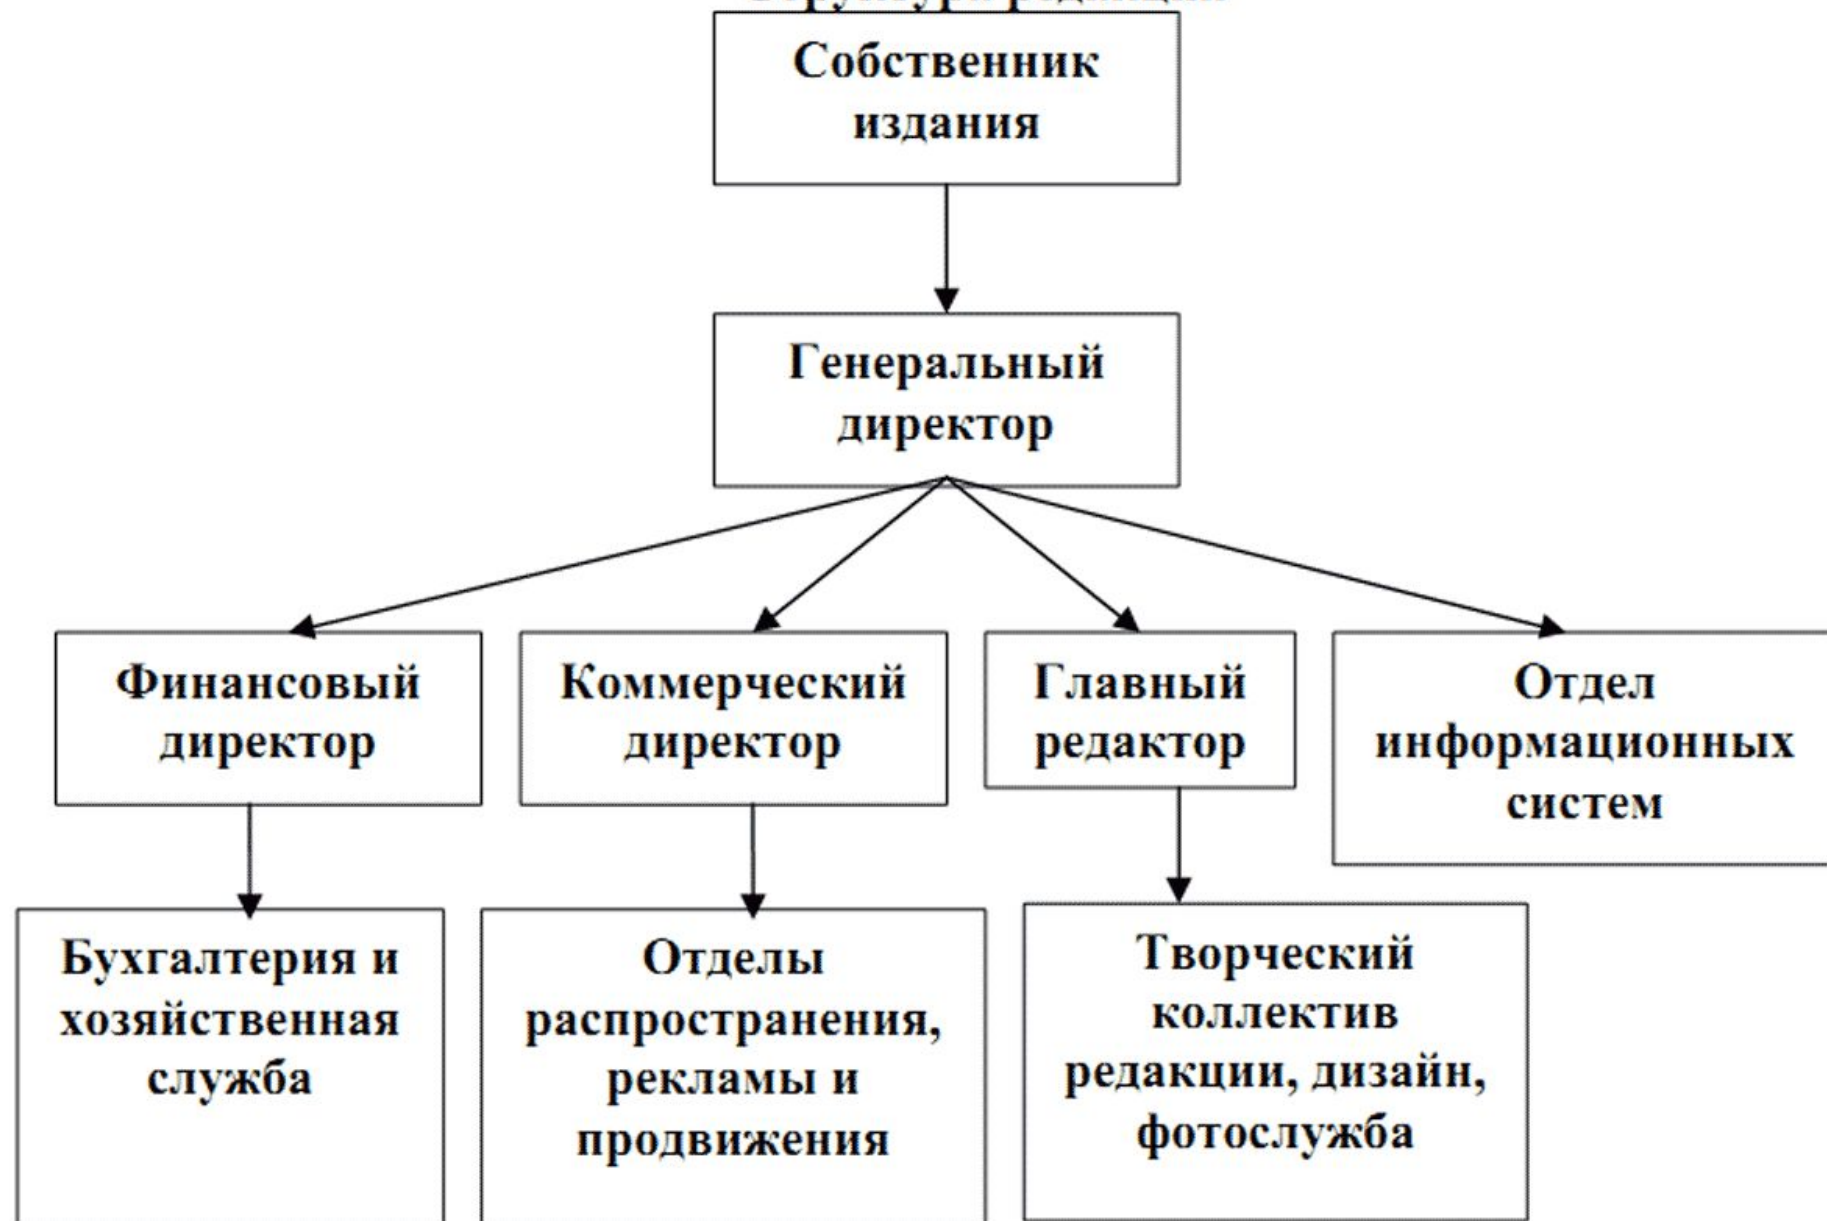 Собственник
издания
Генеральный
директор
Финансовый
директор
Коммерческий
директор
Главный
редактор
Отдел
информационных
систем
Бухгалтерия и
хозяйственная
служба
Отделы
распространения,
рекламы и
продвижения
Творческий
коллектив
редакции, дизайн,
фотослужба